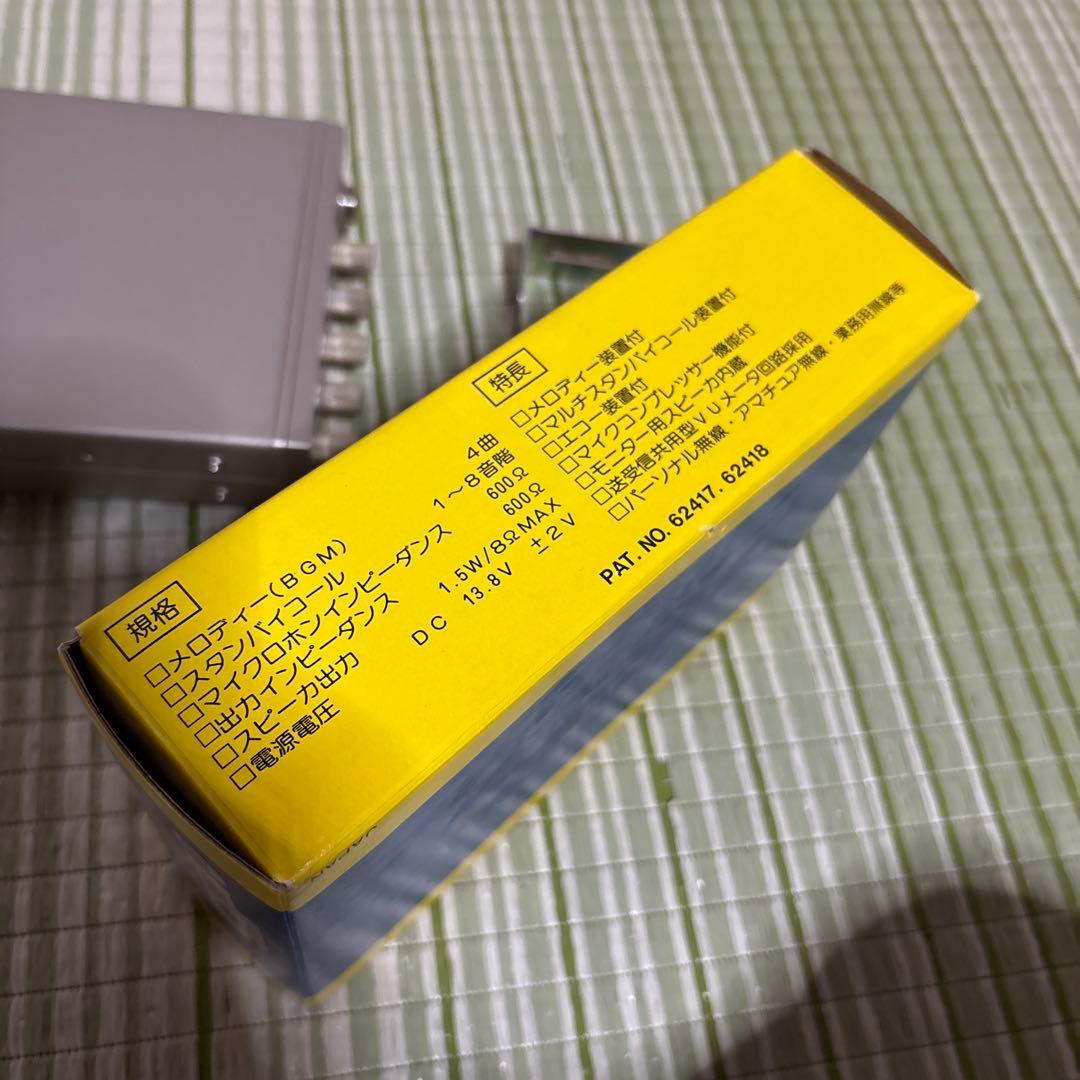 規格
□メロディー(BGM) 4曲
□スタンバイコール 1～8音階
□マイクロホンインピーダンス 600Ω
□出力インピーダンス 600Ω
□スピーカ出力 1.5W/8ΩMAX
□電源電圧 DC 13.8V ±2V
特長
□メロディー装置付
□マルチスタンバイコール装置付
□エコー装置付
□マイクコンプレッサー機能付
□モニター用スピーカ内蔵
□送受信共用型VUメータ回路採用
□パーソナル無線・アマチュア無線・業務用無線等
PAT. NO. 62417. 62418